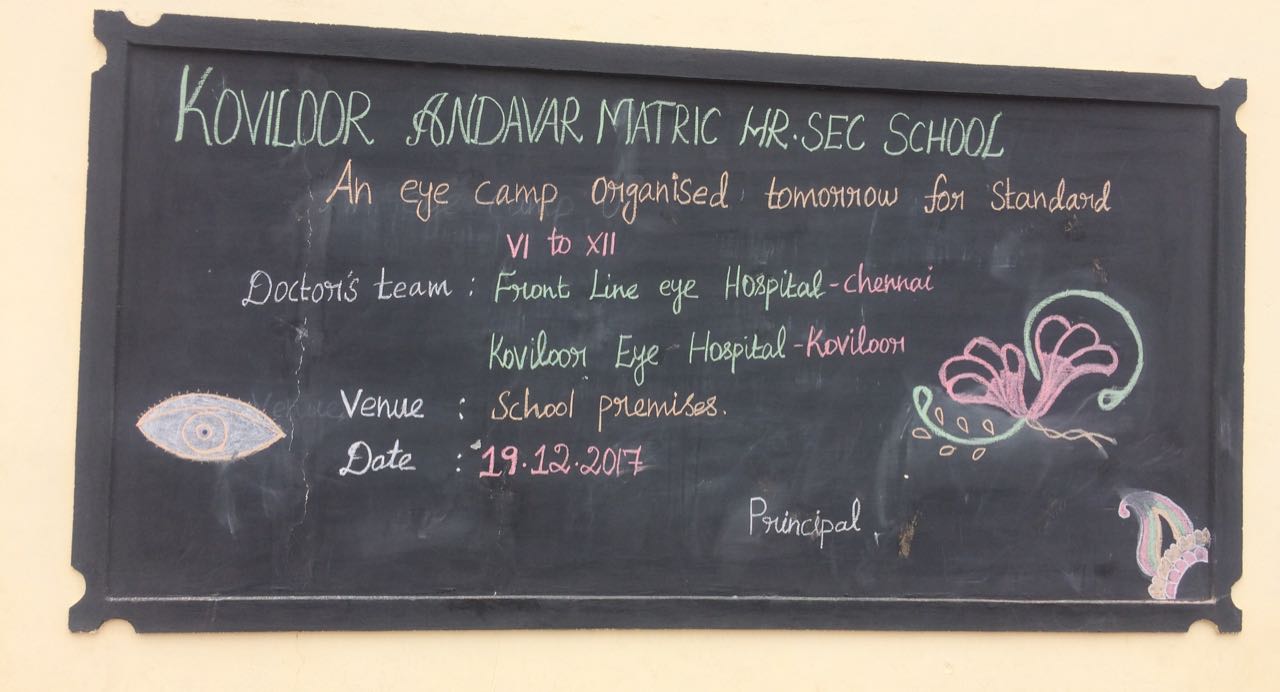 KOVILOOR ANDAVAR MATRIC HR.SEC SCHOOL
An eye camp organised tomorrow for standard
VI to XII
Doctor's team : Front Line eye Hospital-chennai
Koviloor Eye Hospital-Koviloor
Venue : School premises.
Date : 19.12.2017
Principal